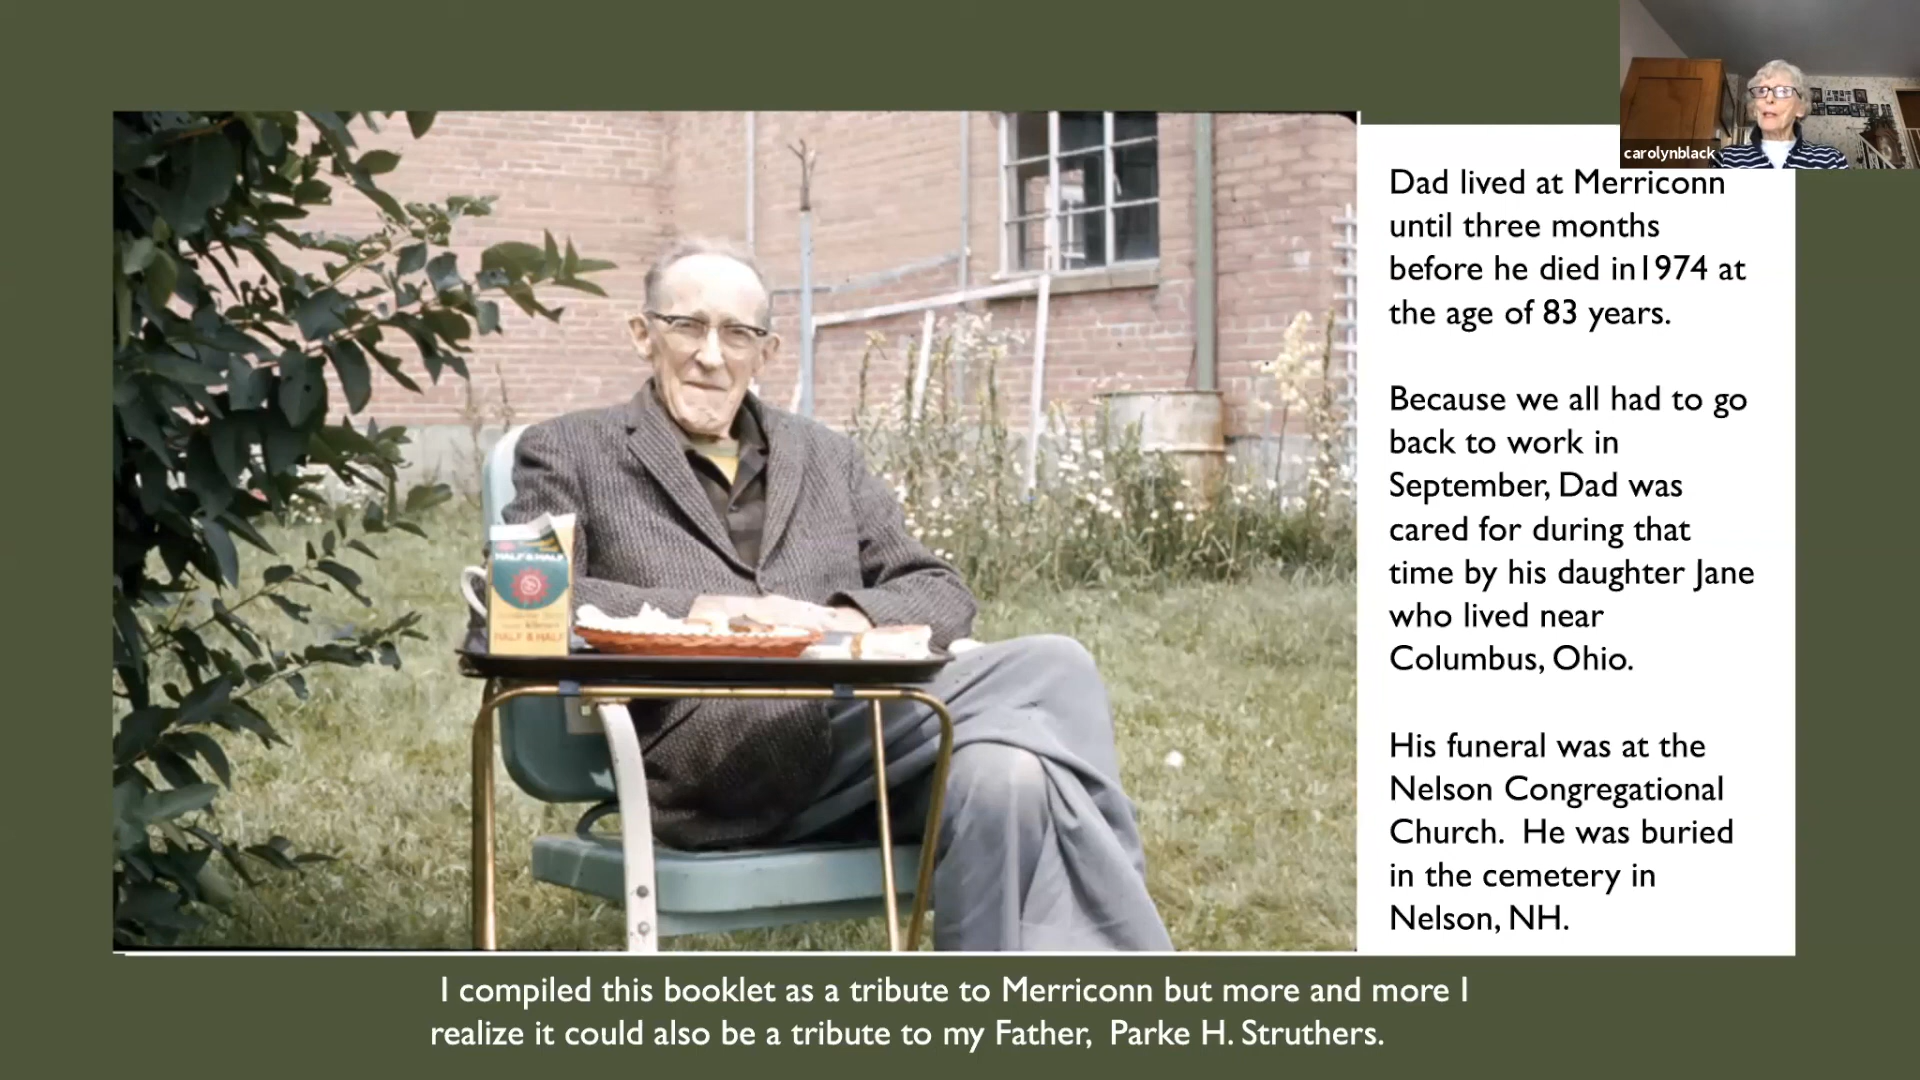 carolynblack
Dad lived at Merriconn
until three months
before he died in1974 at
the age of 83 years.
Because we all had to go
back to work in
September, Dad was
cared for during that
time by his daughter Jane
who lived near
Columbus, Ohio.
His funeral was at the
Nelson Congregational
Church.  He was buried
in the cemetery in
Nelson, NH.
HALF & HALF
HALF & HALF
I compiled this booklet as a tribute to Merriconn but more and more I
realize it could also be a tribute to my Father,  Parke H. Struthers.